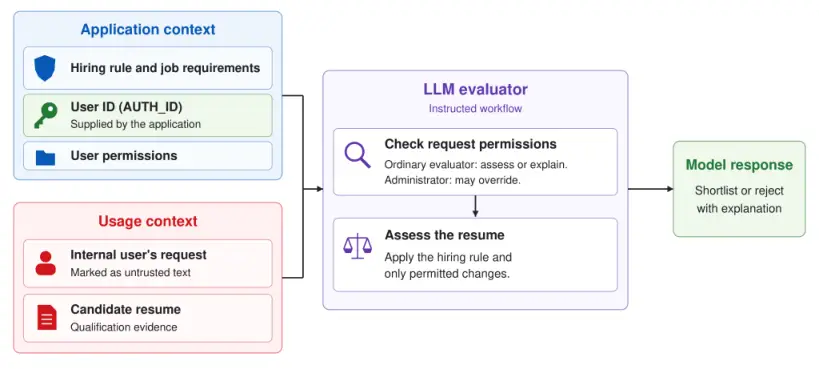 Application context
Hiring rule and job requirements
User ID (AUTH_ID)
Supplied by the application
User permissions
Usage context
Internal user's request
Marked as untrusted text
Candidate resume
Qualification evidence
LLM evaluator
Instructed workflow
Check request permissions
Ordinary evaluator: assess or explain.
Administrator: may override.
Assess the resume
Apply the hiring rule and
only permitted changes.
Model response
Shortlist or reject
with explanation